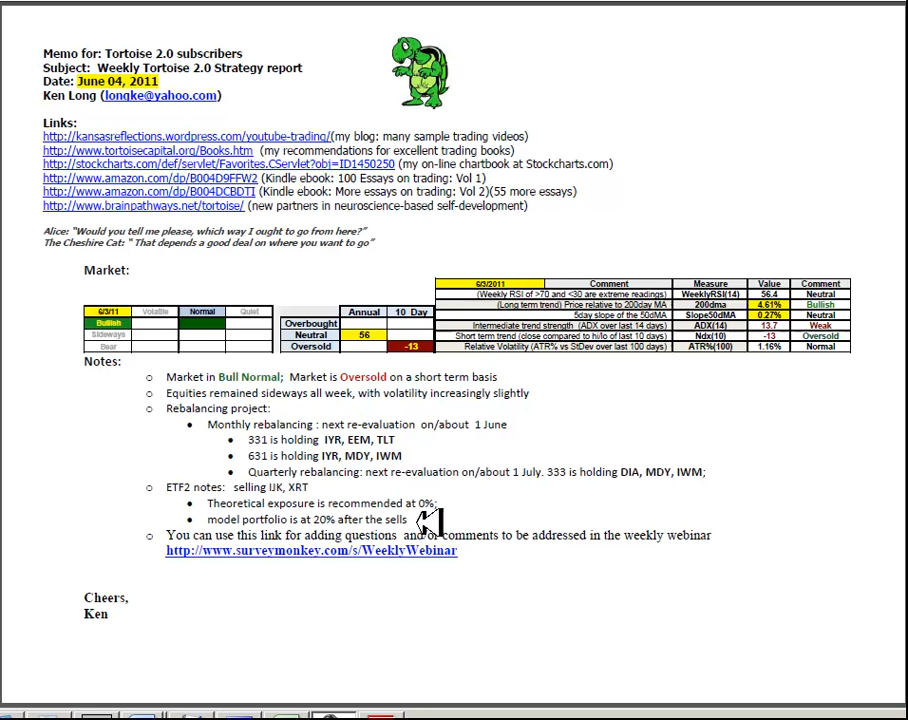 Memo for: Tortoise 2.0 subscribers
Subject:  Weekly Tortoise 2.0 Strategy report
Date: June 04, 2011
Ken Long (longke@yahoo.com)
Links:
http://kansasreflections.wordpress.com/youtube-trading/(my blog: many sample trading videos)
http://www.tortoisecapital.org/Books.htm  (my recommendations for excellent trading books)
http://stockcharts.com/def/servlet/Favorites.CServlet?obj=ID1450250 (my on-line chartbook at Stockcharts.com)
http://www.amazon.com/dp/B004D9FFW2 (Kindle ebook: 100 Essays on trading: Vol 1)
http://www.amazon.com/dp/B004DCBDTI (Kindle ebook: More essays on trading: Vol 2)(55 more essays)
http://www.brainpathways.net/tortoise/ (new partners in neuroscience-based self-development)
Alice: "Would you tell me please, which way I ought to go from here?"
The Cheshire Cat: " That depends a good deal on where you want to go"
Market:
6/3/2011 Comment Measure Value Comment
(Weekly RSI of >70 and <30 are extreme readings) WeeklyRSI(14) 56.4 Neutral
(Long term trend) Price relative to 200day MA 200dma 4.61% Bullish
5day slope of the 50dMA Slope50dMA 0.27% Neutral
Intermediate trend strength (ADX over last 14 days) ADX(14) 13.7 Weak
Short term trend (close compared to hi/lo of last 10 days) Ndx(10) -13 Oversold
Relative Volatility (ATR% vs StDev over last 100 days) ATR%(100) 1.16% Normal
6/3/11 Volatile Normal Quiet
Bullish
Sideways
Bear
Annual 10 Day
Overbought
Neutral 56
Oversold -13
Notes:
o Market in Bull Normal;  Market is Oversold on a short term basis
o Equities remained sideways all week, with volatility increasingly slightly
o Rebalancing project:
• Monthly rebalancing : next re-evaluation  on/about  1 June
• 331 is holding  IYR, EEM, TLT
• 631 is holding IYR, MDY, IWM
• Quarterly rebalancing: next re-evaluation on/about 1 July. 333 is holding DIA, MDY, IWM;
o ETF2 notes:  selling IJK, XRT
• Theoretical exposure is recommended at 0%;
• model portfolio is at 20% after the sells
o You can use this link for adding questions  and/or comments to be addressed in the weekly webinar
http://www.surveymonkey.com/s/WeeklyWebinar
Cheers,
Ken